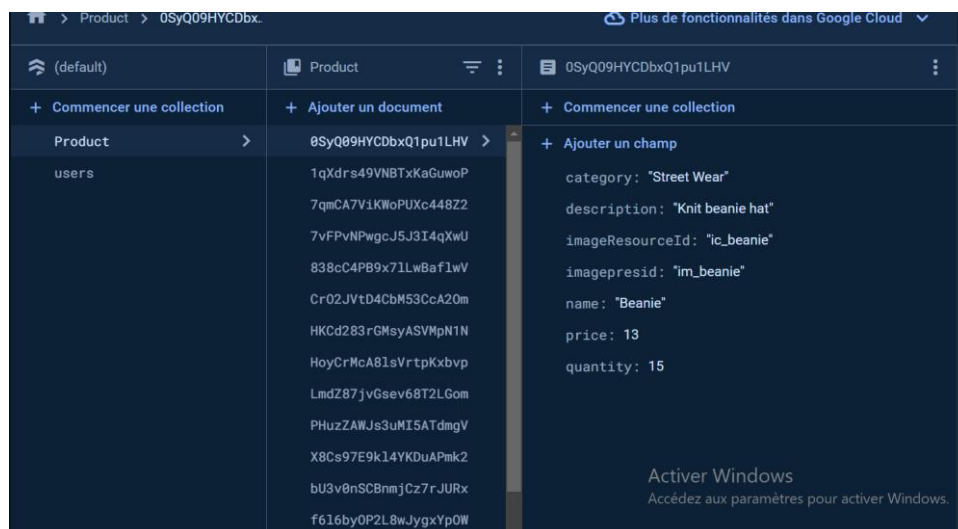 Product > 0SyQ09HYCDbx..
Plus de fonctionnalités dans Google Cloud
(default)
+ Commencer une collection
Product
users
Product
+ Ajouter un document
0SyQ09HYCDbxQ1pu1LHV
1qXdrs49VNBTxKaGuwoP
7qmCA7ViKWoPUXc448Z2
7vFPvNPwgcJ5J3I4qXwU
838cC4PB9x7lLwBaflwV
CrO2JVtD4CbM53CcA2Om
HKCd283rGMsyASVMpN1N
HoyCrMcA8lsVrtpKxbvp
LmdZ87jvGsev68T2LGom
PHuzZAWJs3uMI5ATdmgV
X8Cs97E9kl4YKDuAPmk2
bU3v0nSCBnmjCz7rJURx
f6l6byOP2L8wJygxYpOW
0SyQ09HYCDbxQ1pu1LHV
+ Commencer une collection
+ Ajouter un champ
category: "Street Wear"
description: "Knit beanie hat"
imageResourceId: "ic_beanie"
imagepresid: "im_beanie"
name: "Beanie"
price: 13
quantity: 15
Activer Windows
Accédez aux paramètres pour activer Windows.